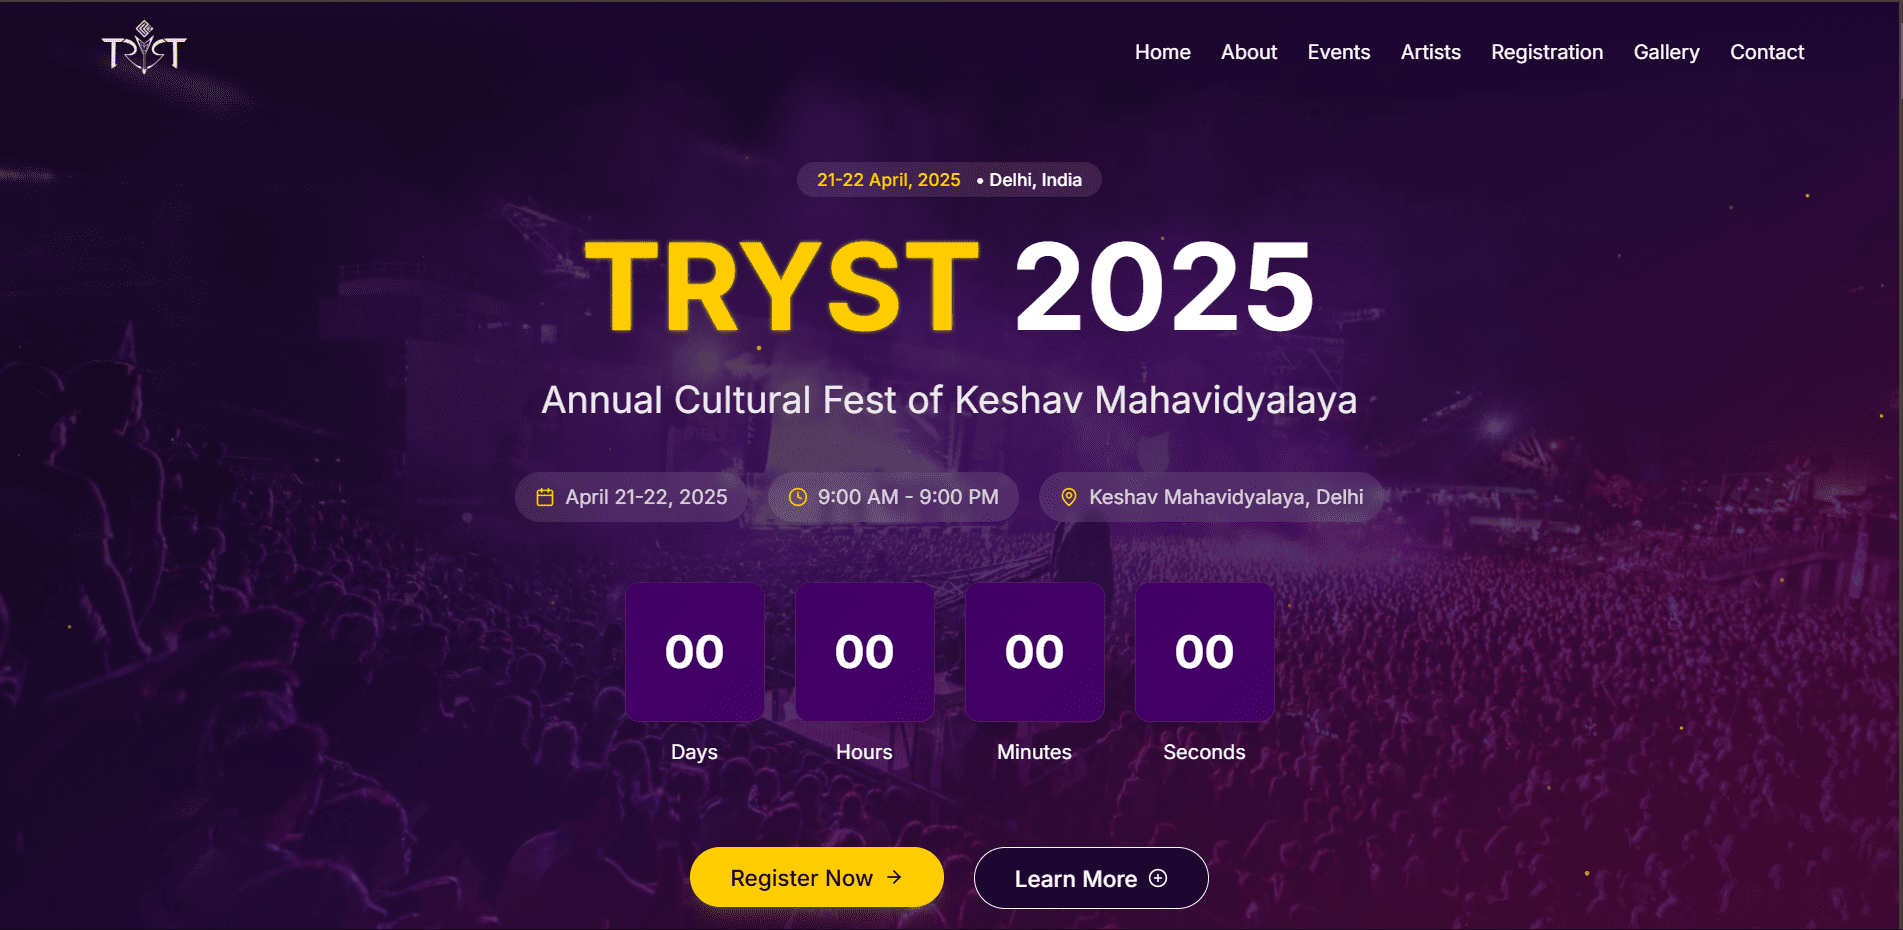 TRYST
Home About Events Artists Registration Gallery Contact
21-22 April, 2025 • Delhi, India
TRYST 2025
Annual Cultural Fest of Keshav Mahavidyalaya
April 21-22, 2025 9:00 AM - 9:00 PM Keshav Mahavidyalaya, Delhi
00 00 00 00
Days Hours Minutes Seconds
Register Now → Learn More